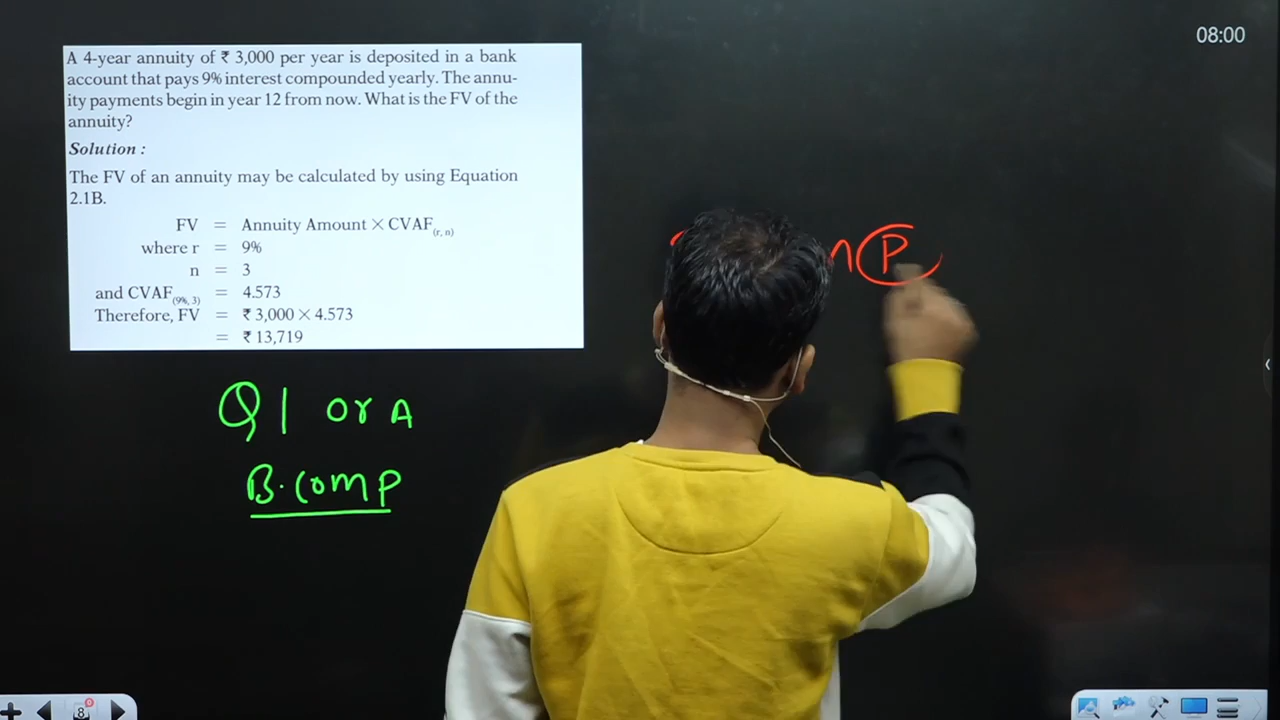 08:00
A 4-year annuity of ₹ 3,000 per year is deposited in a bank
account that pays 9% interest compounded yearly. The annu-
ity payments begin in year 12 from now. What is the FV of the
annuity?
Solution :
The FV of an annuity may be calculated by using Equation
2.1B.
FV = Annuity Amount × CVAF(r, n)
where r = 9%
n = 3
and CVAF(9%, 3) = 4.573
Therefore, FV = ₹ 3,000 × 4.573
= ₹ 13,719
P
Q1 or A
B.comp
8